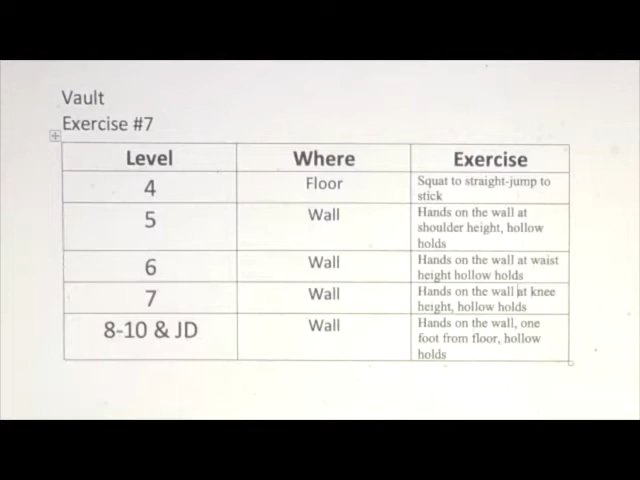 Vault
Exercise #7
Level Where Exercise
4 Floor Squat to straight-jump to
stick
5 Wall Hands on the wall at
shoulder height, hollow
holds
6 Wall Hands on the wall at waist
height hollow holds
7 Wall Hands on the wall at knee
height, hollow holds
8-10 & JD Wall Hands on the wall, one
foot from floor, hollow
holds